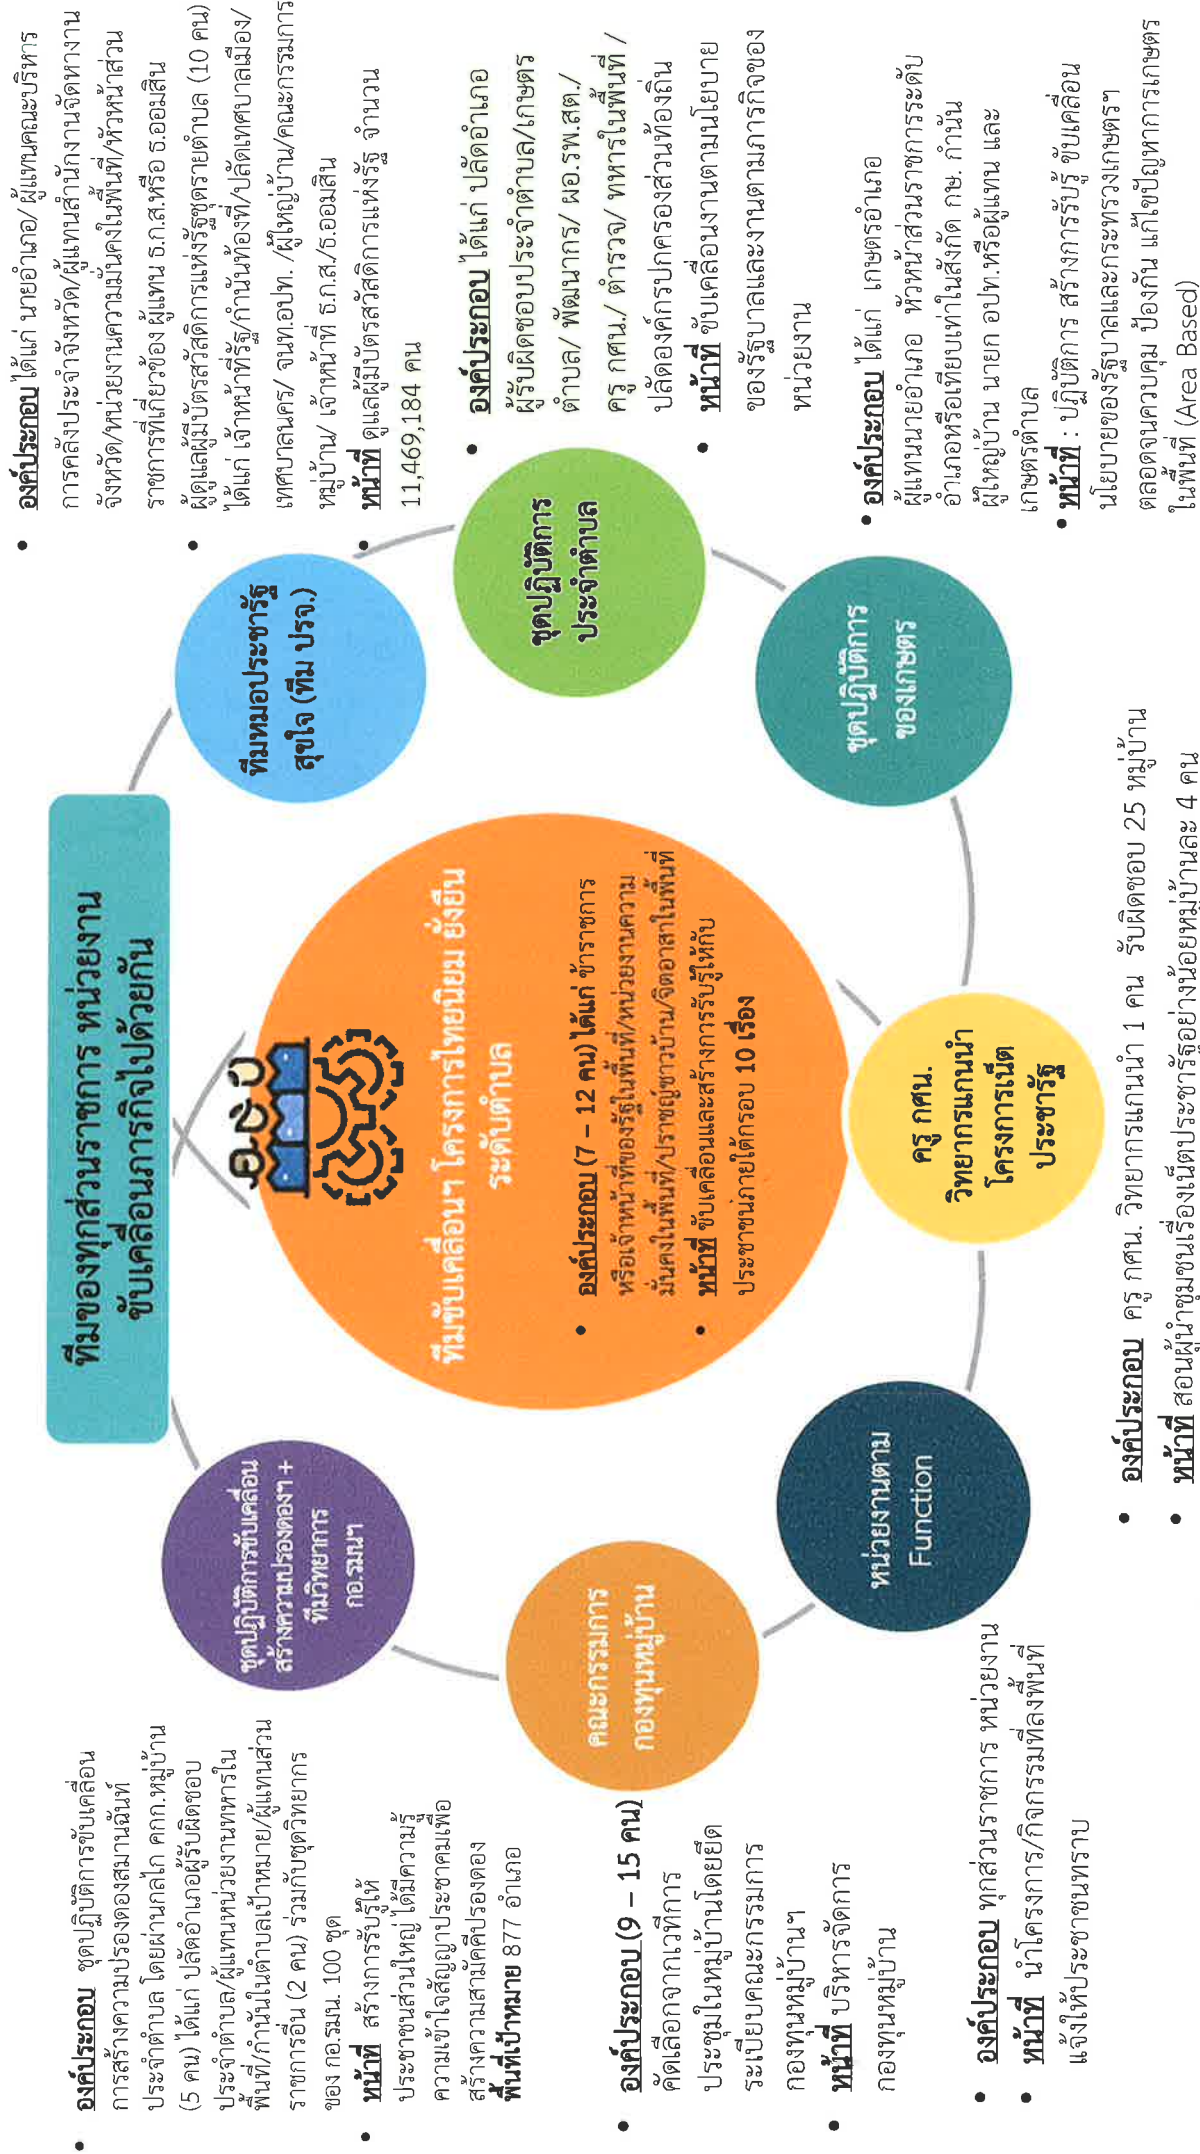 ทีมของทุกส่วนราชการ หน่วยงาน
ขับเคลื่อนภารกิจไปด้วยกัน
ทีมขับเคลื่อนฯ โครงการไทยนิยม ยั่งยืน
ระดับตำบล
• องค์ประกอบ (7 – 12 คน) ได้แก่ ข้าราชการ
หรือเจ้าหน้าที่ของรัฐในพื้นที่/หน่วยงานความ
มั่นคงในพื้นที่/ปราชญ์ชาวบ้าน/จิตอาสาในพื้นที่
• หน้าที่ ขับเคลื่อนและสร้างการรับรู้ให้กับ
ประชาชนภายใต้กรอบ 10 เรื่อง
ทีมหมอประชารัฐ
สุขใจ (ทีม ปรจ.)
• องค์ประกอบ ได้แก่ นายอำเภอ/ ผู้แทนคณะบริหาร
การคลังประจำจังหวัด/ผู้แทนสำนักงานจัดหางาน
จังหวัด/หน่วยงานความมั่นคงในพื้นที่/หัวหน้าส่วน
ราชการที่เกี่ยวข้อง ผู้แทน ธ.ก.ส.หรือ ธ.ออมสิน
• ผู้ดูแลผู้มีบัตรสวัสดิการแห่งรัฐชุดรายตำบล (10 คน)
ได้แก่ เจ้าหน้าที่รัฐ/กำนันท้องที่/ปลัดเทศบาลเมือง/
เทศบาลนคร/ จนท.อปท. /ผู้ใหญ่บ้าน/คณะกรรมการ
หมู่บ้าน/ เจ้าหน้าที่ ธ.ก.ส./ธ.ออมสิน
• หน้าที่ ดูแลผู้มีบัตรสวัสดิการแห่งรัฐ จำนวน
11,469,184 คน
ชุดปฏิบัติการ
ประจำตำบล
• องค์ประกอบ ได้แก่ ปลัดอำเภอ
ผู้รับผิดชอบประจำตำบล/เกษตร
ตำบล/ พัฒนากร/ ผอ.รพ.สต./
ครู กศน./ ตำรวจ/ ทหารในพื้นที่ /
ปลัดองค์กรปกครองส่วนท้องถิ่น
• หน้าที่ ขับเคลื่อนงานตามนโยบาย
ของรัฐบาลและงานตามภารกิจของ
หน่วยงาน
ชุดปฏิบัติการ
ของเกษตร
• องค์ประกอบ ได้แก่ เกษตรอำเภอ
ผู้แทนนายอำเภอ หัวหน้าส่วนราชการระดับ
อำเภอหรือเทียบเท่าในสังกัด กษ. กำนัน
ผู้ใหญ่บ้าน นายก อปท.หรือผู้แทน และ
เกษตรตำบล
• หน้าที่ : ปฏิบัติการ สร้างการรับรู้ ขับเคลื่อน
นโยบายของรัฐบาลและกระทรวงเกษตรฯ
ตลอดจนควบคุม ป้องกัน แก้ไขปัญหาการเกษตร
ในพื้นที่ (Area Based)
ครู กศน.
วิทยากรแกนนำ
โครงการเน็ต
ประชารัฐ
• องค์ประกอบ ครู กศน. วิทยากรแกนนำ 1 คน รับผิดชอบ 25 หมู่บ้าน
• หน้าที่ สอนผู้นำชุมชนเรื่องเน็ตประชารัฐอย่างน้อยหมู่บ้านละ 4 คน
หน่วยงานตาม
Function
• องค์ประกอบ ทุกส่วนราชการ หน่วยงาน
• หน้าที่ นำโครงการ/กิจกรรมที่ลงพื้นที่
แจ้งให้ประชาชนทราบ
คณะกรรมการ
กองทุนหมู่บ้าน
• องค์ประกอบ (9 – 15 คน)
คัดเลือกจากเวทีการ
ประชุมในหมู่บ้านโดยยึด
ระเบียบคณะกรรมการ
กองทุนหมู่บ้านฯ
• หน้าที่ บริหารจัดการ
กองทุนหมู่บ้าน
ชุดปฏิบัติการขับเคลื่อน
สร้างความปรองดองฯ +
ทีมวิทยาการ
กอ.รมนฯ
• องค์ประกอบ ชุดปฏิบัติการขับเคลื่อน
การสร้างความปรองดองสมานฉันท์
ประจำตำบล โดยผ่านกลไก คกก.หมู่บ้าน
(5 คน) ได้แก่ ปลัดอำเภอผู้รับผิดชอบ
ประจำตำบล/ผู้แทนหน่วยงานทหารใน
พื้นที่/กำนันในตำบลเป้าหมาย/ผู้แทนส่วน
ราชการอื่น (2 คน) ร่วมกับชุดวิทยากร
ของ กอ.รมน. 100 ชุด
• หน้าที่ สร้างการรับรู้ให้
ประชาชนส่วนใหญ่ ได้มีความรู้
ความเข้าใจสัญญาประชาคมเพื่อ
สร้างความสามัคคีปรองดอง
พื้นที่เป้าหมาย 877 อำเภอ